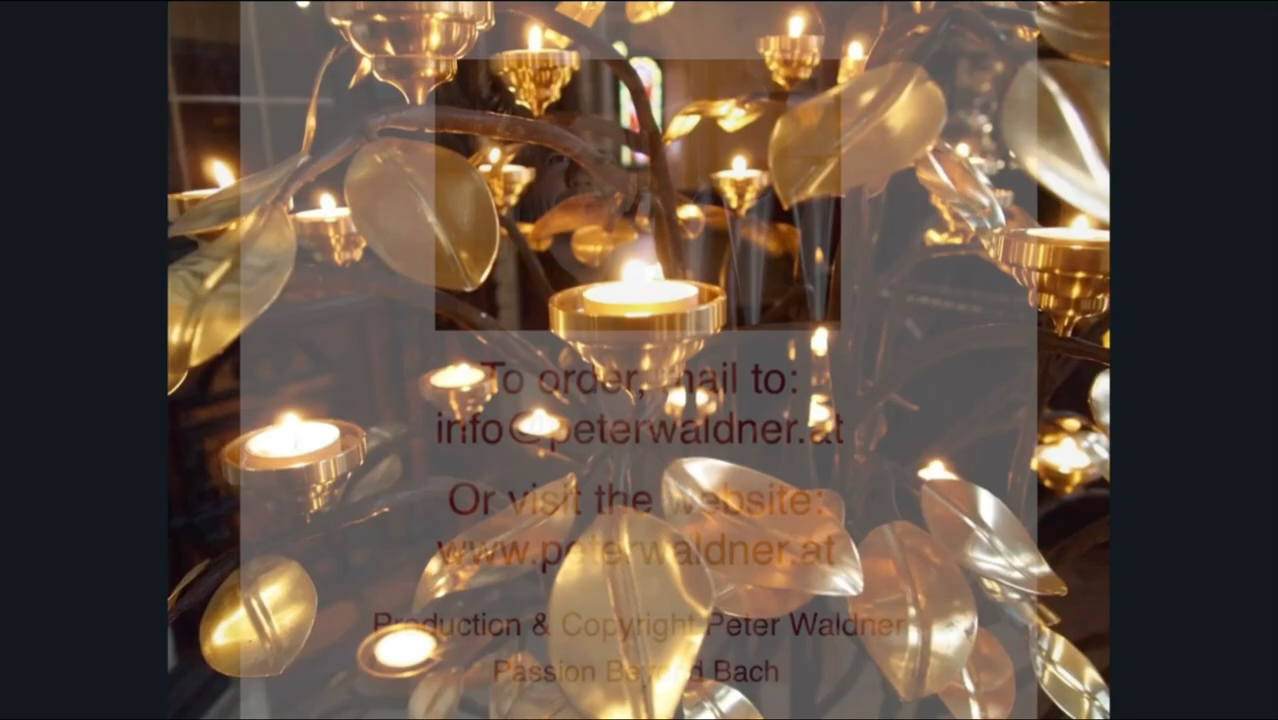 To order, mail to:
info@peterwaldner.at
Or visit the website:
www.peterwaldner.at
Production & Copyright Peter Waldner
Passion Beyond Bach